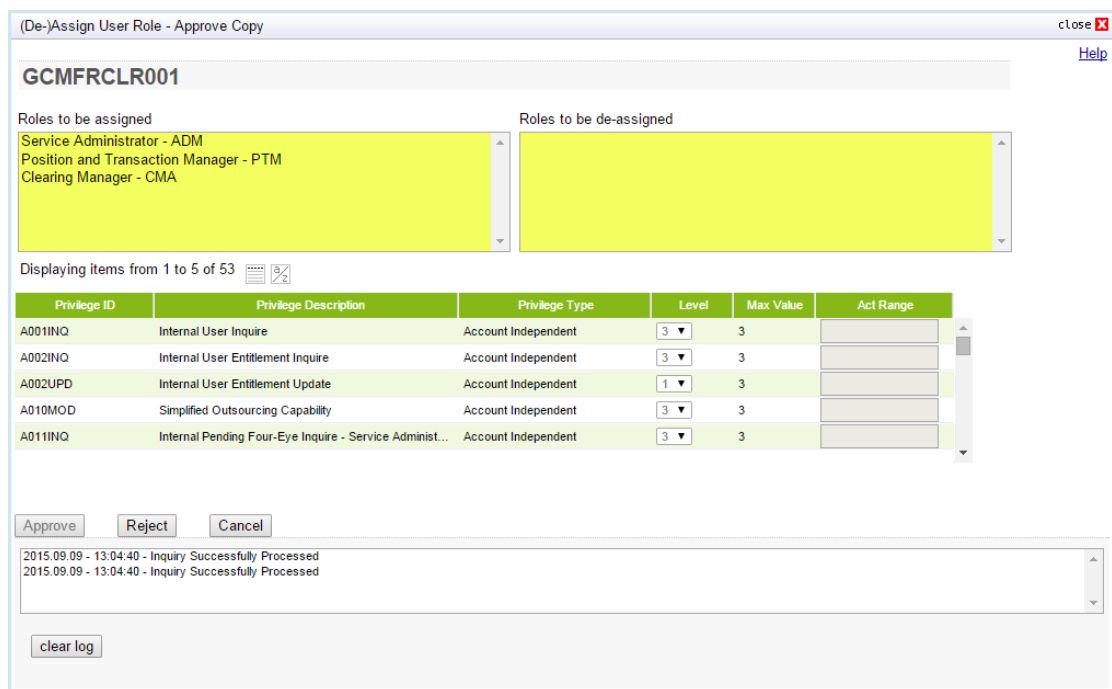 (De-)Assign User Role - Approve Copy close X
Help
GCMFRCLR001
Roles to be assigned Roles to be de-assigned
Service Administrator - ADM
Position and Transaction Manager - PTM
Clearing Manager - CMA
Displaying items from 1 to 5 of 53 a/z
Privilege ID Privilege Description Privilege Type Level Max Value Act Range
A001INQ Internal User Inquire Account Independent 3 3
A002INQ Internal User Entitlement Inquire Account Independent 3 3
A002UPD Internal User Entitlement Update Account Independent 1 3
A010MOD Simplified Outsourcing Capability Account Independent 3 3
A011INQ Internal Pending Four-Eye Inquire - Service Administ... Account Independent 3 3
Approve Reject Cancel
2015.09.09 - 13:04:40 - Inquiry Successfully Processed
2015.09.09 - 13:04:40 - Inquiry Successfully Processed
clear log